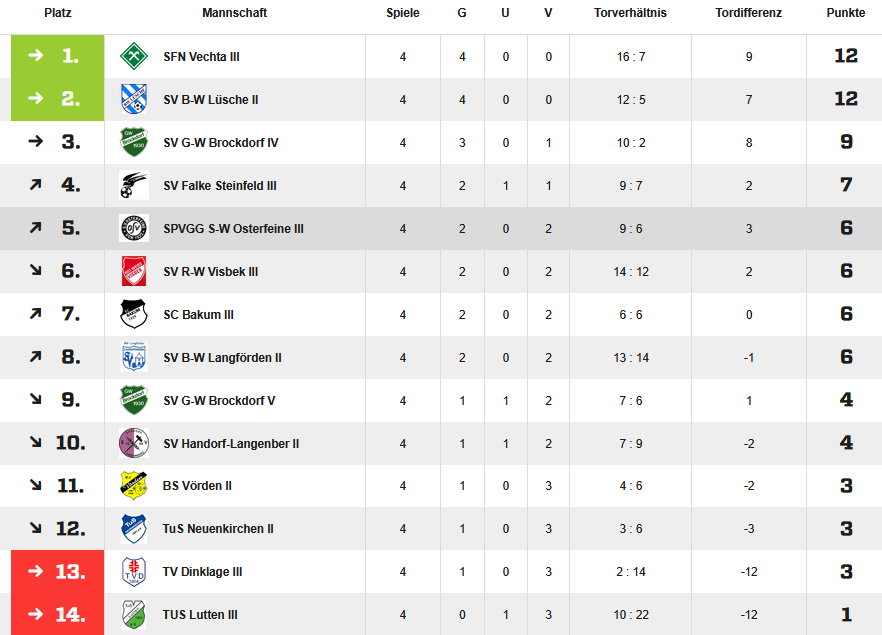 Platz Mannschaft Spiele G U V Torverhältnis Tordifferenz Punkte
1. SFN Vechta III 4 4 0 0 16 : 7 9 12
2. SV B-W Lüsche II 4 4 0 0 12 : 5 7 12
3. SV G-W Brockdorf IV 4 3 0 1 10 : 2 8 9
4. SV Falke Steinfeld III 4 2 1 1 9 : 7 2 7
5. SPVGG S-W Osterfeine III 4 2 0 2 9 : 6 3 6
6. SV R-W Visbek III 4 2 0 2 14 : 12 2 6
7. SC Bakum III 4 2 0 2 6 : 6 0 6
8. SV B-W Langförden II 4 2 0 2 13 : 14 -1 6
9. SV G-W Brockdorf V 4 1 1 2 7 : 6 1 4
10. SV Handorf-Langenber II 4 1 1 2 7 : 9 -2 4
11. BS Vörden II 4 1 0 3 4 : 6 -2 3
12. TuS Neuenkirchen II 4 1 0 3 3 : 6 -3 3
13. TV Dinklage III 4 1 0 3 2 : 14 -12 3
14. TUS Lutten III 4 0 1 3 10 : 22 -12 1